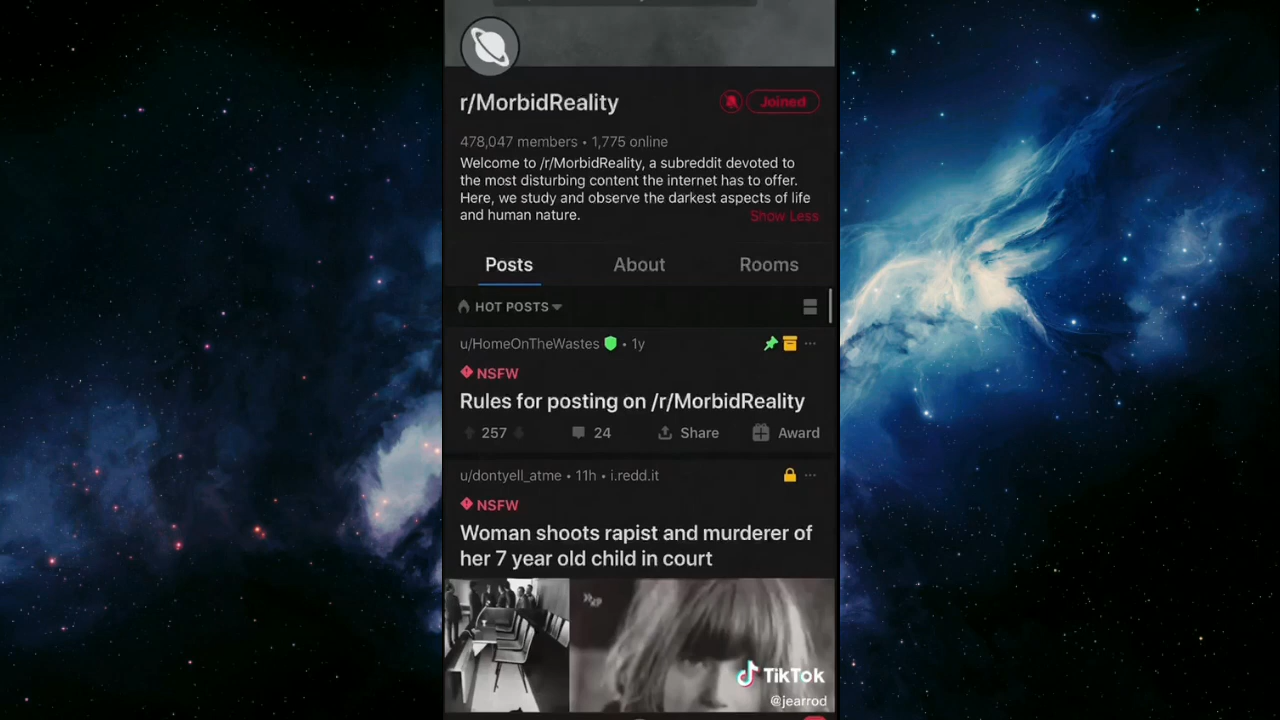 r/MorbidReality
Joined
478,047 members • 1,775 online
Welcome to /r/MorbidReality, a subreddit devoted to
the most disturbing content the internet has to offer.
Here, we study and observe the darkest aspects of life
and human nature.
Show Less
Posts About Rooms
HOT POSTS
u/HomeOnTheWastes • 1y
NSFW
Rules for posting on /r/MorbidReality
257 24 Share Award
u/dontyell_atme • 11h • i.redd.it
NSFW
Woman shoots rapist and murderer of
her 7 year old child in court
TikTok
@jearrod